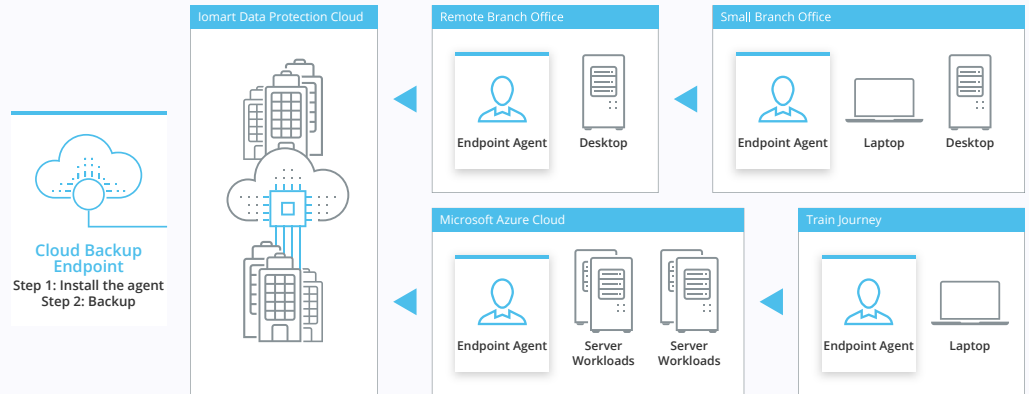 Cloud Backup
Endpoint
Step 1: Install the agent
Step 2: Backup
Iomart Data Protection Cloud
Remote Branch Office
Endpoint Agent
Desktop
Small Branch Office
Endpoint Agent
Laptop
Desktop
Microsoft Azure Cloud
Endpoint Agent
Server
Workloads
Server
Workloads
Train Journey
Endpoint Agent
Laptop